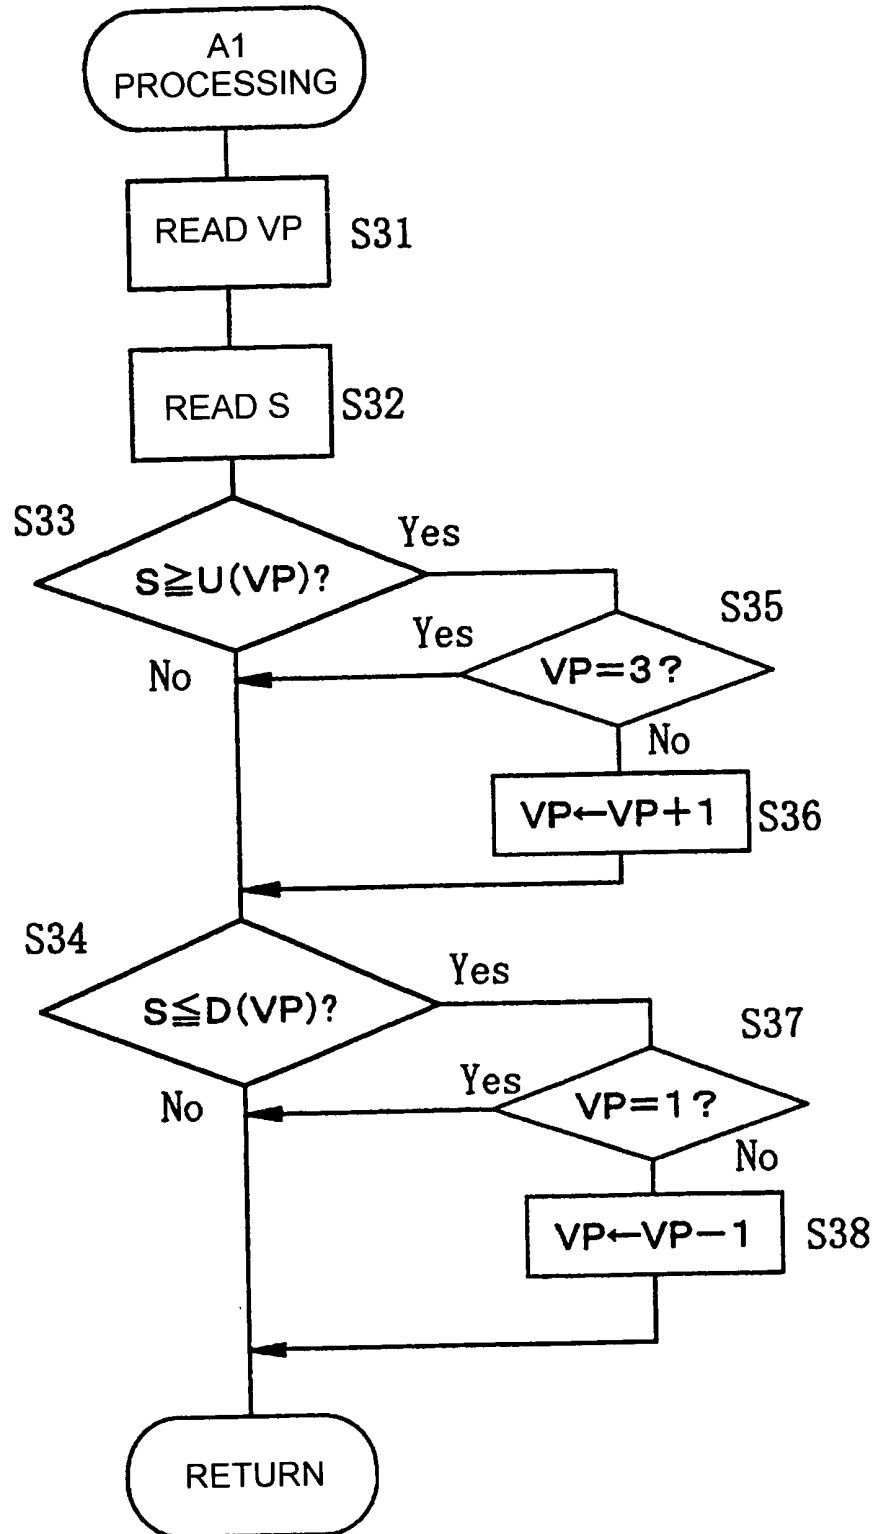 A1
PROCESSING
READ VP
S31
READ S
S32
S33
S≧U(VP)?
Yes
No
S35
VP=3?
Yes
No
VP←VP+1
S36
S34
S≦D(VP)?
Yes
No
S37
VP=1?
Yes
No
VP←VP−1
S38
RETURN